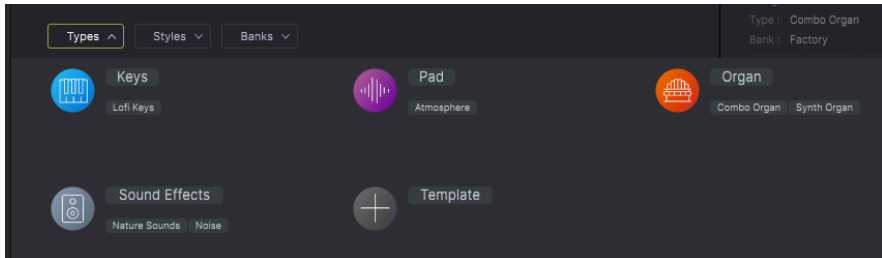 Type : Combo Organ
Types Styles Banks
Bank : Factory
Keys Pad Organ
Lofi Keys Atmosphere Combo Organ Synth Organ
Sound Effects Template
Nature Sounds Noise